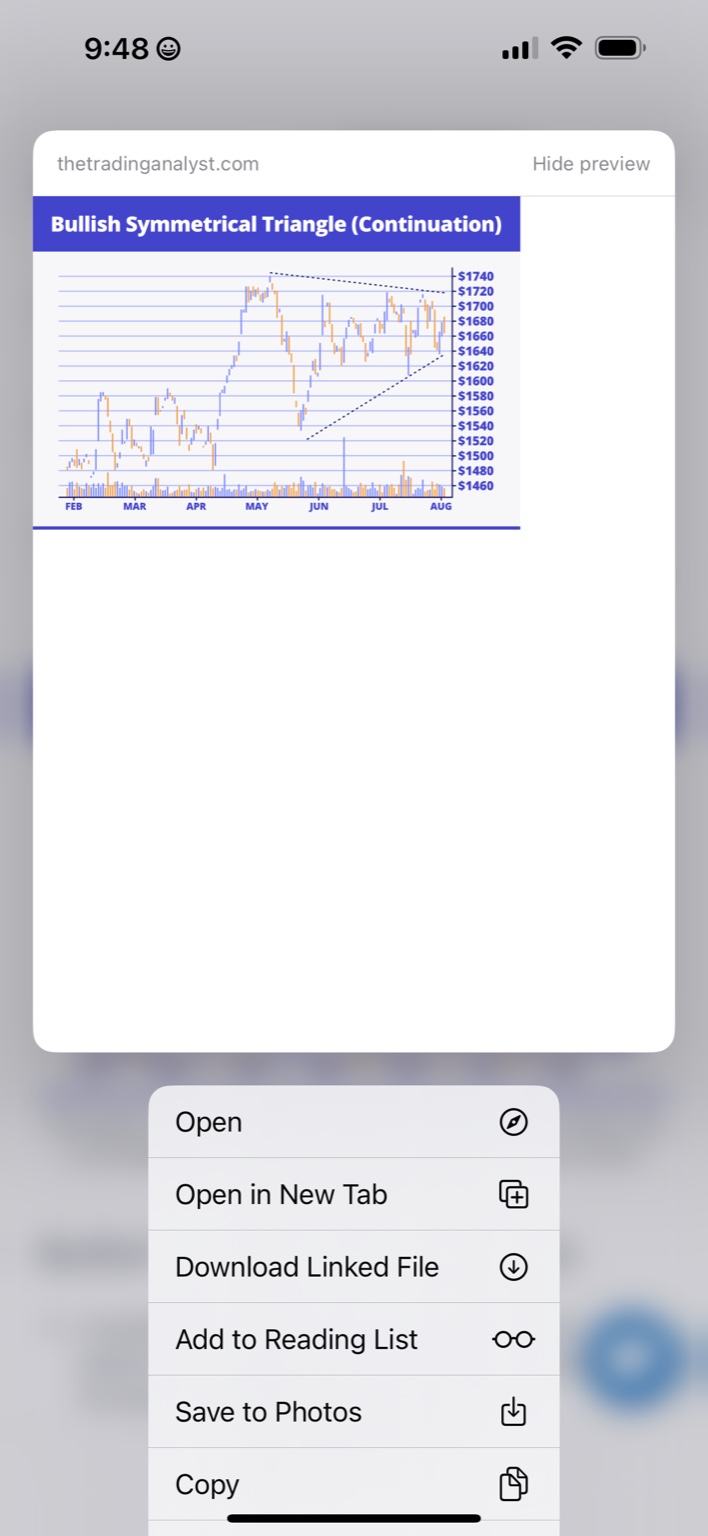 9:48
thetradinganalyst.com Hide preview
Bullish Symmetrical Triangle (Continuation)
$1740
$1720
$1700
$1680
$1660
$1640
$1620
$1600
$1580
$1560
$1540
$1520
$1500
$1480
$1460
FEB MAR APR MAY JUN JUL AUG
Open
Open in New Tab
Download Linked File
Add to Reading List
Save to Photos
Copy